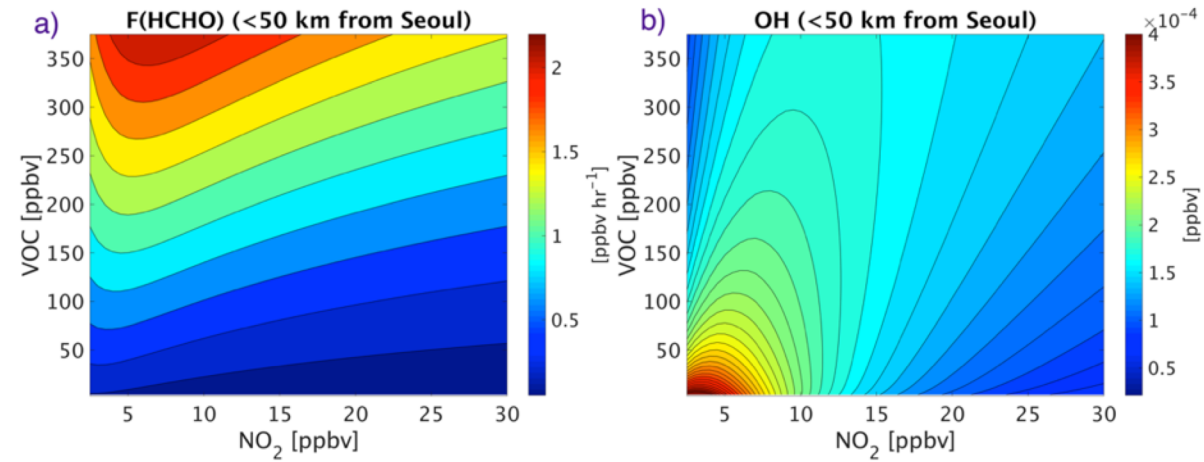 a) F(HCHO) (<50 km from Seoul)
VOC [ppbv]
350
300
250
200
150
100
50
5 10 15 20 25 30
NO₂ [ppbv]
2
1.5
1
0.5
[ppbv hr⁻¹]
b) OH (<50 km from Seoul)
VOC [ppbv]
350
300
250
200
150
100
50
5 10 15 20 25 30
NO₂ [ppbv]
×10⁻⁴
4
3.5
3
2.5
2
1.5
1
0.5
[ppbv]